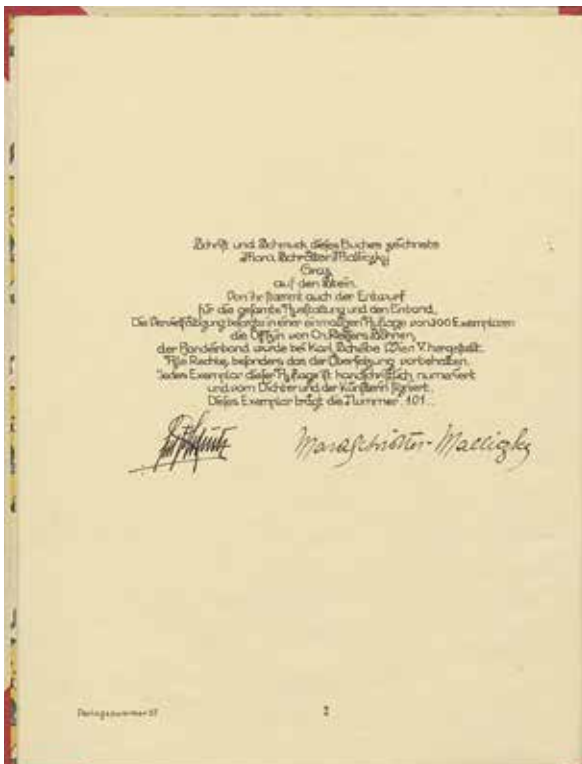 Schrift und Schmuck dieses Buches zeichnete
Mara Schrötter-Malliczky
Graz
auf den Stein.
Von ihr stammt auch der Entwurf
für die gesamte Ausstattung und den Einband.
Die Vervielfältigung besorgte in einer einmaligen Auflage von 200 Exemplaren
die Offizin von Ch. Reissers Söhnen,
der Handeinband wurde bei Karl Scheibe Wien V. hergestellt.
Alle Rechte, besonders das der Übersetzung vorbehalten.
Jedes Exemplar dieser Auflage ist handschriftlich numeriert
und vom Dichter und der Künstlerin signiert.
Dieses Exemplar trägt die Nummer 101
Mara Schrötter-Malliczky
Verlagsnummer